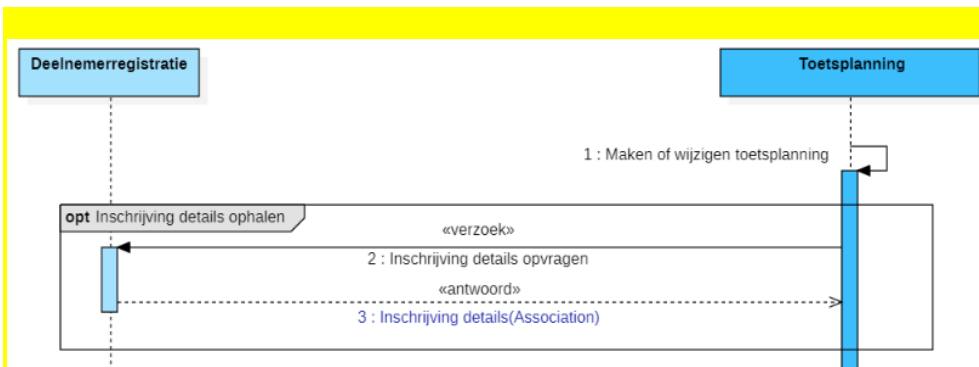 Deelnemerregistratie
Toetsplanning
1 : Maken of wijzigen toetsplanning
opt Inschrijving details ophalen
«verzoek»
2 : Inschrijving details opvragen
«antwoord»
3 : Inschrijving details(Association)